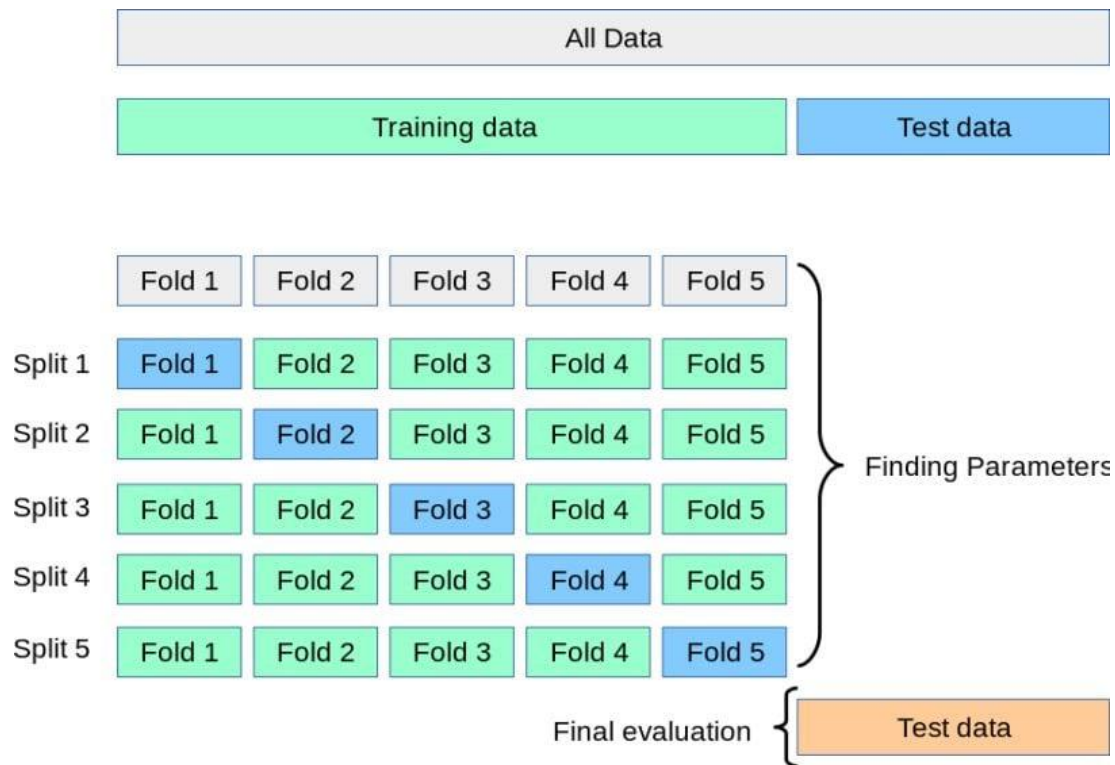 All Data
Training data Test data
Fold 1 Fold 2 Fold 3 Fold 4 Fold 5
Split 1 Fold 1 Fold 2 Fold 3 Fold 4 Fold 5
Split 2 Fold 1 Fold 2 Fold 3 Fold 4 Fold 5
Finding Parameters
Split 3 Fold 1 Fold 2 Fold 3 Fold 4 Fold 5
Split 4 Fold 1 Fold 2 Fold 3 Fold 4 Fold 5
Split 5 Fold 1 Fold 2 Fold 3 Fold 4 Fold 5
Final evaluation Test data